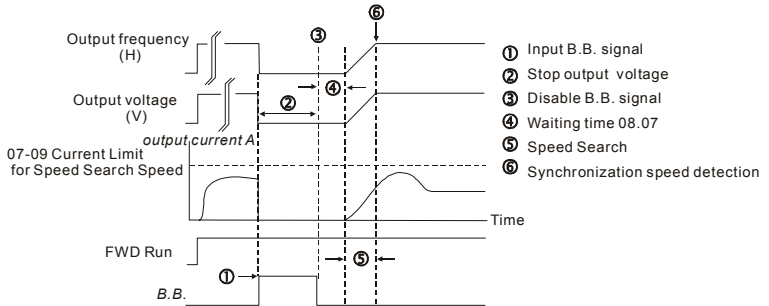 Output frequency
(H)
Output voltage
(V)
output current A
07-09 Current Limit
for Speed Search Speed
FWD Run
B.B.
Time
③
⑥
②
④
⑤
①
① Input B.B. signal
② Stop output voltage
③ Disable B.B. signal
④ Waiting time 08.07
⑤ Speed Search
⑥ Synchronization speed detection